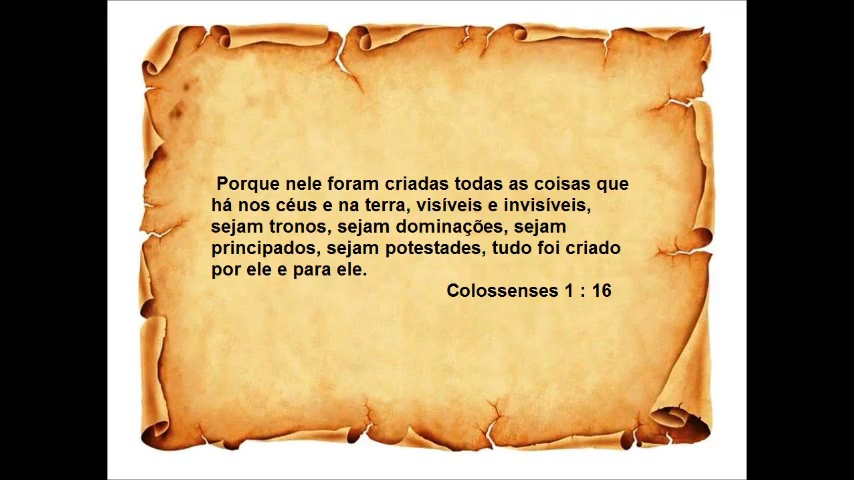 Porque nele foram criadas todas as coisas que
há nos céus e na terra, visíveis e invisíveis,
sejam tronos, sejam dominações, sejam
principados, sejam potestades, tudo foi criado
por ele e para ele.
Colossenses 1 : 16